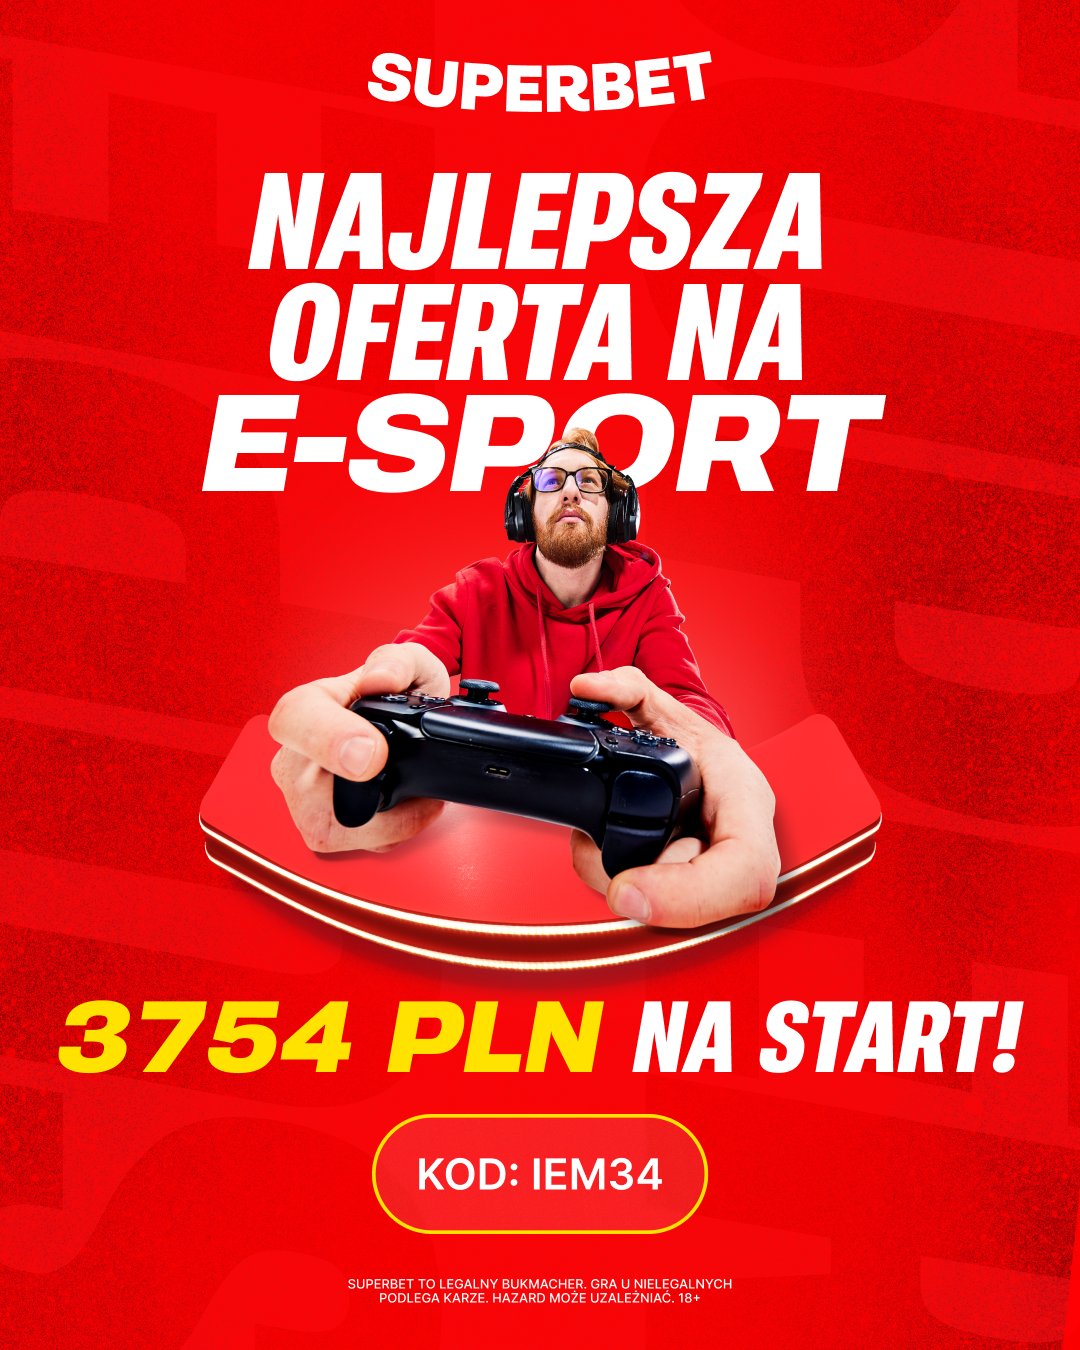 SUPERBET
NAJLEPSZA
OFERTA NA
E-SPORT
3754 PLN NA START!
KOD: IEM34
SUPERBET TO LEGALNY BUKMACHER. GRA U NIELEGALNYCH
PODLEGA KARZE. HAZARD MOŻE UZALEŻNIAĆ. 18+